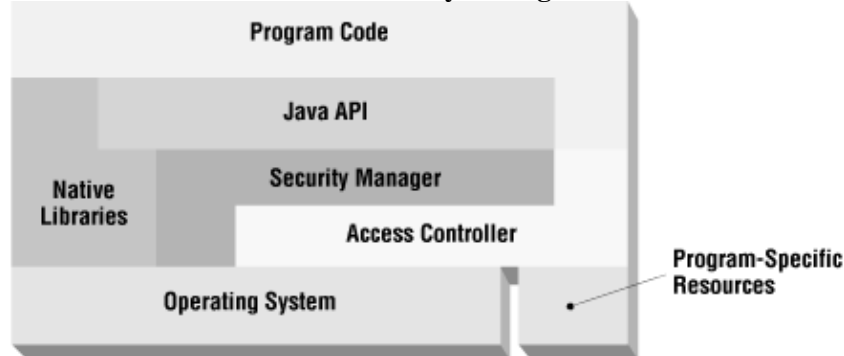 Program Code
Java API
Security Manager
Native
Libraries
Access Controller
Program-Specific
Resources
Operating System